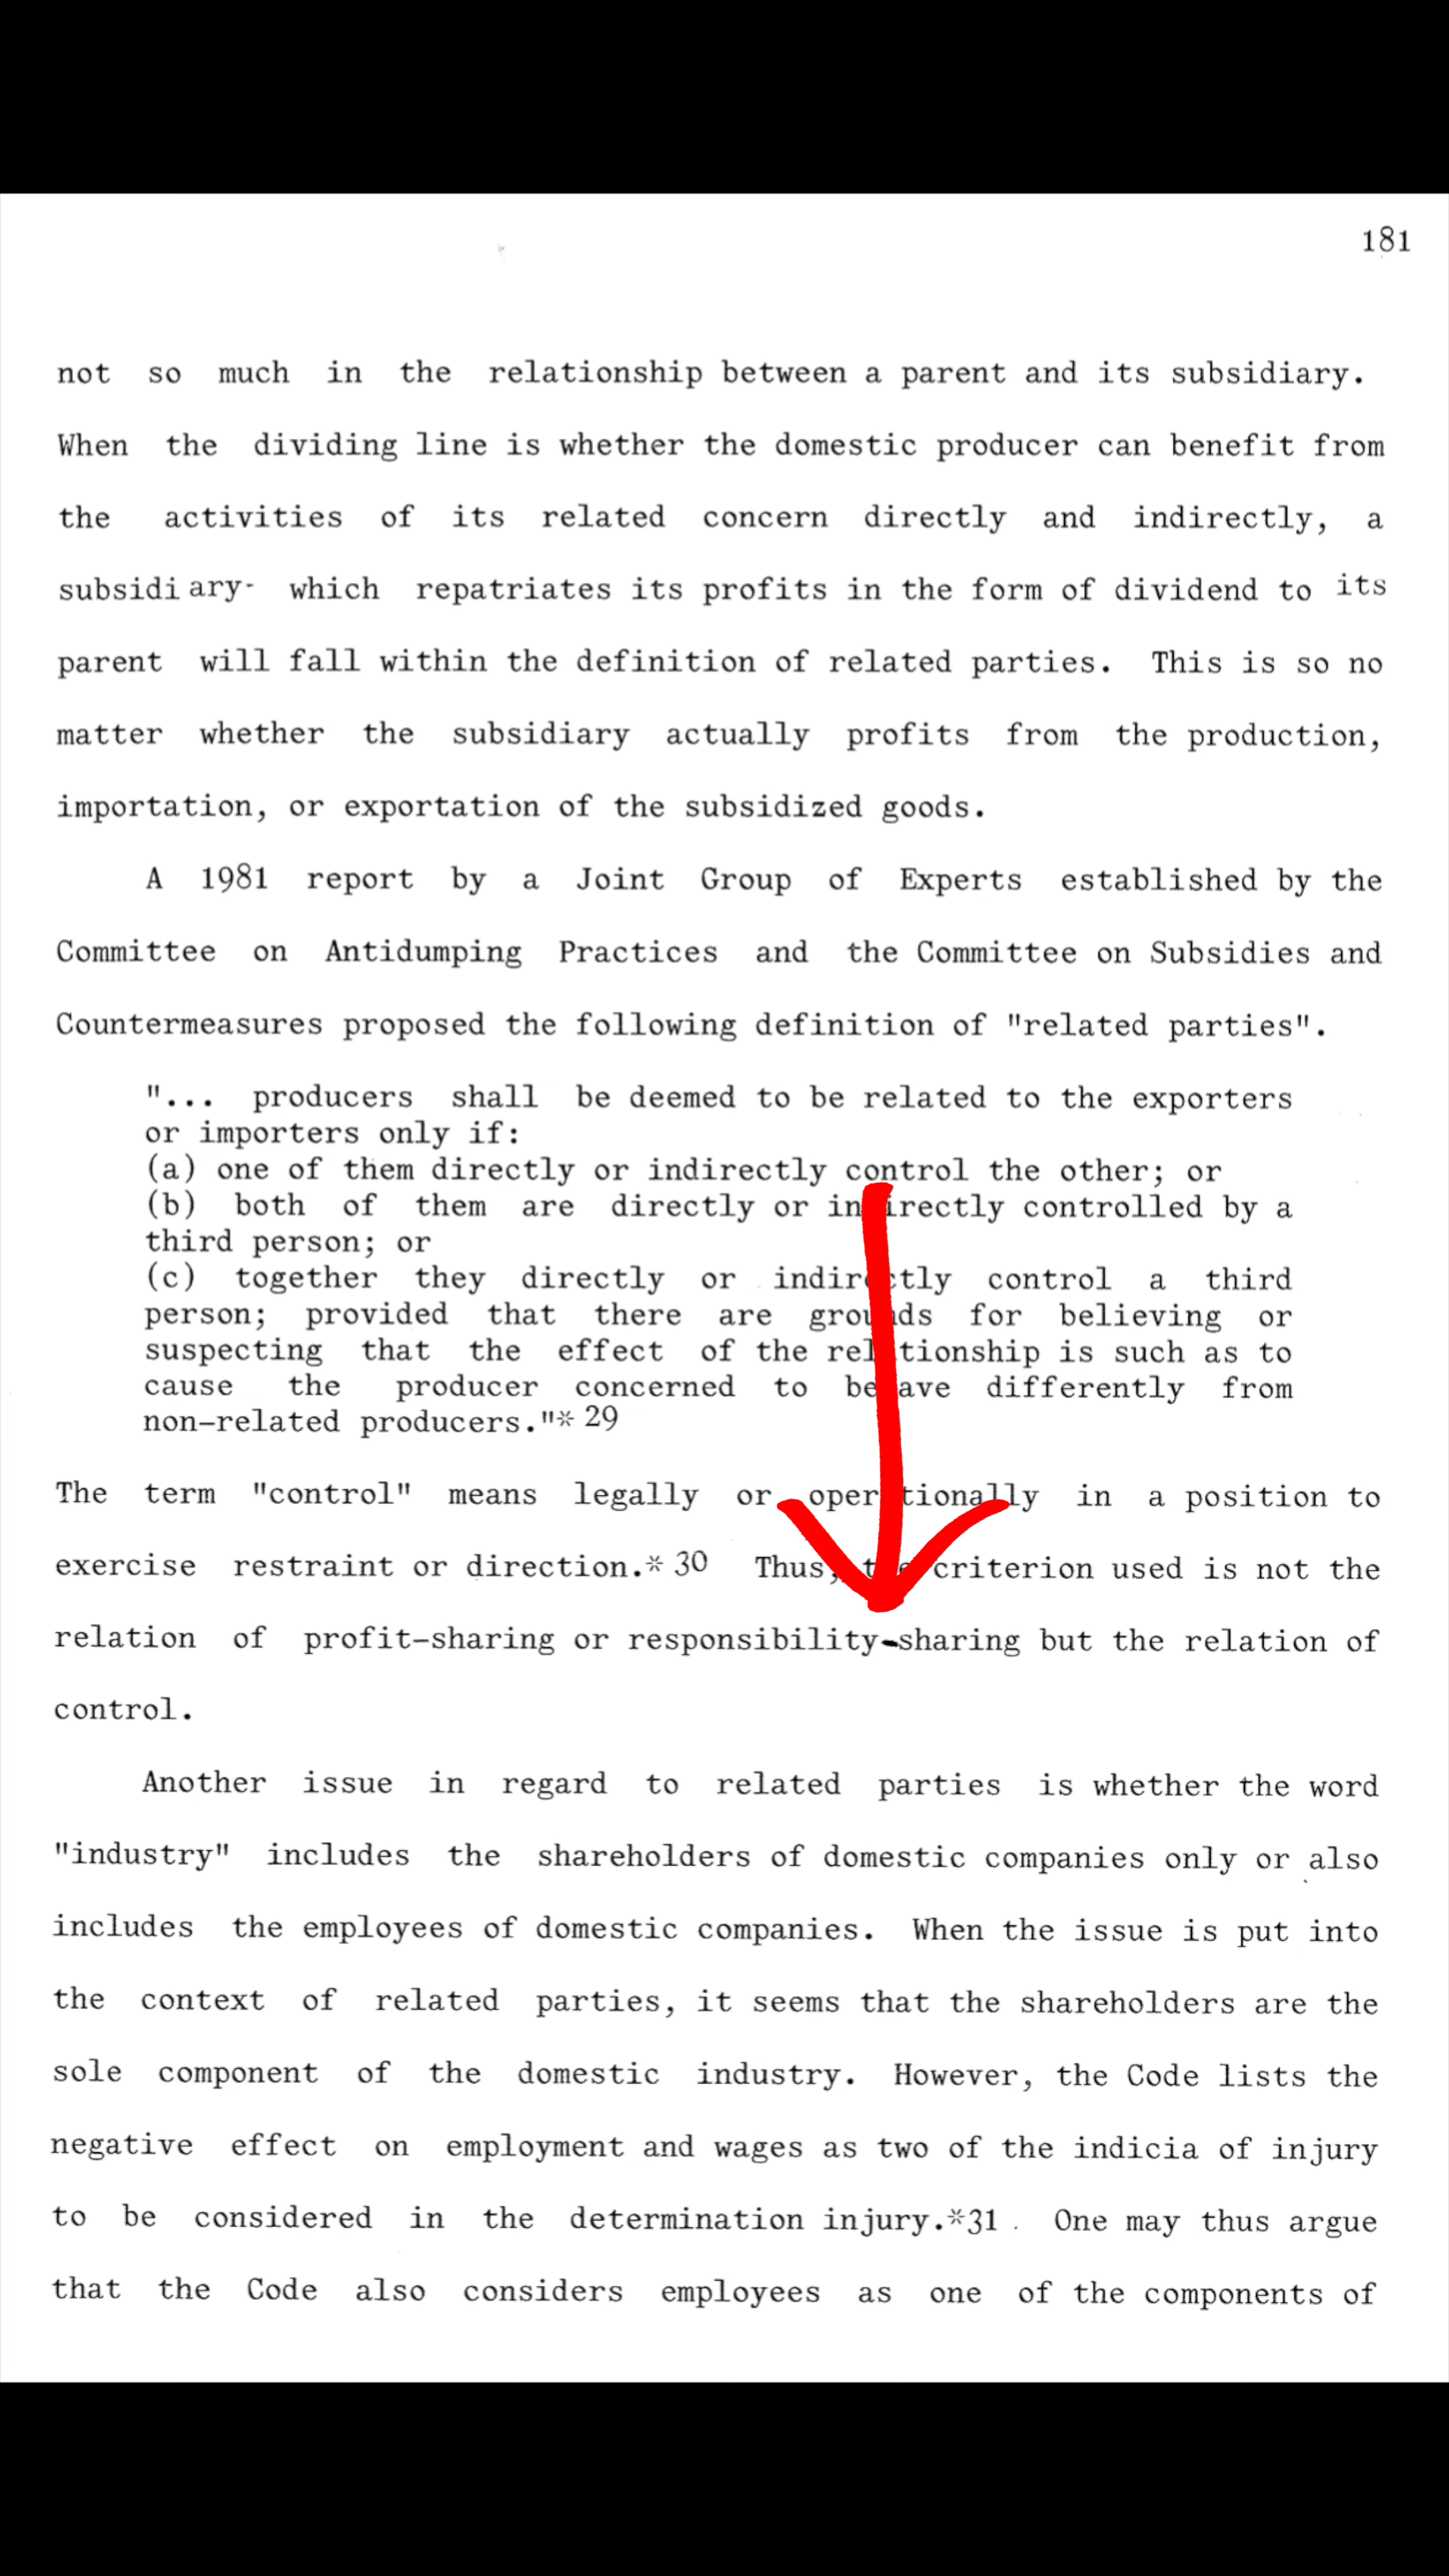 181
not so much in the relationship between a parent and its subsidiary.
When the dividing line is whether the domestic producer can benefit from
the activities of its related concern directly and indirectly, a
subsidiary- which repatriates its profits in the form of dividend to its
parent will fall within the definition of related parties. This is so no
matter whether the subsidiary actually profits from the production,
importation, or exportation of the subsidized goods.
A 1981 report by a Joint Group of Experts established by the
Committee on Antidumping Practices and the Committee on Subsidies and
Countermeasures proposed the following definition of "related parties".
"... producers shall be deemed to be related to the exporters
or importers only if:
(a) one of them directly or indirectly control the other; or
(b) both of them are directly or indirectly controlled by a
third person; or
(c) together they directly or indirectly control a third
person; provided that there are grounds for believing or
suspecting that the effect of the relationship is such as to
cause the producer concerned to behave differently from
non-related producers."* 29
The term "control" means legally or operationally in a position to
exercise restraint or direction.* 30 Thus, the criterion used is not the
relation of profit-sharing or responsibility-sharing but the relation of
control.
Another issue in regard to related parties is whether the word
"industry" includes the shareholders of domestic companies only or also
includes the employees of domestic companies. When the issue is put into
the context of related parties, it seems that the shareholders are the
sole component of the domestic industry. However, the Code lists the
negative effect on employment and wages as two of the indicia of injury
to be considered in the determination injury.*31. One may thus argue
that the Code also considers employees as one of the components of